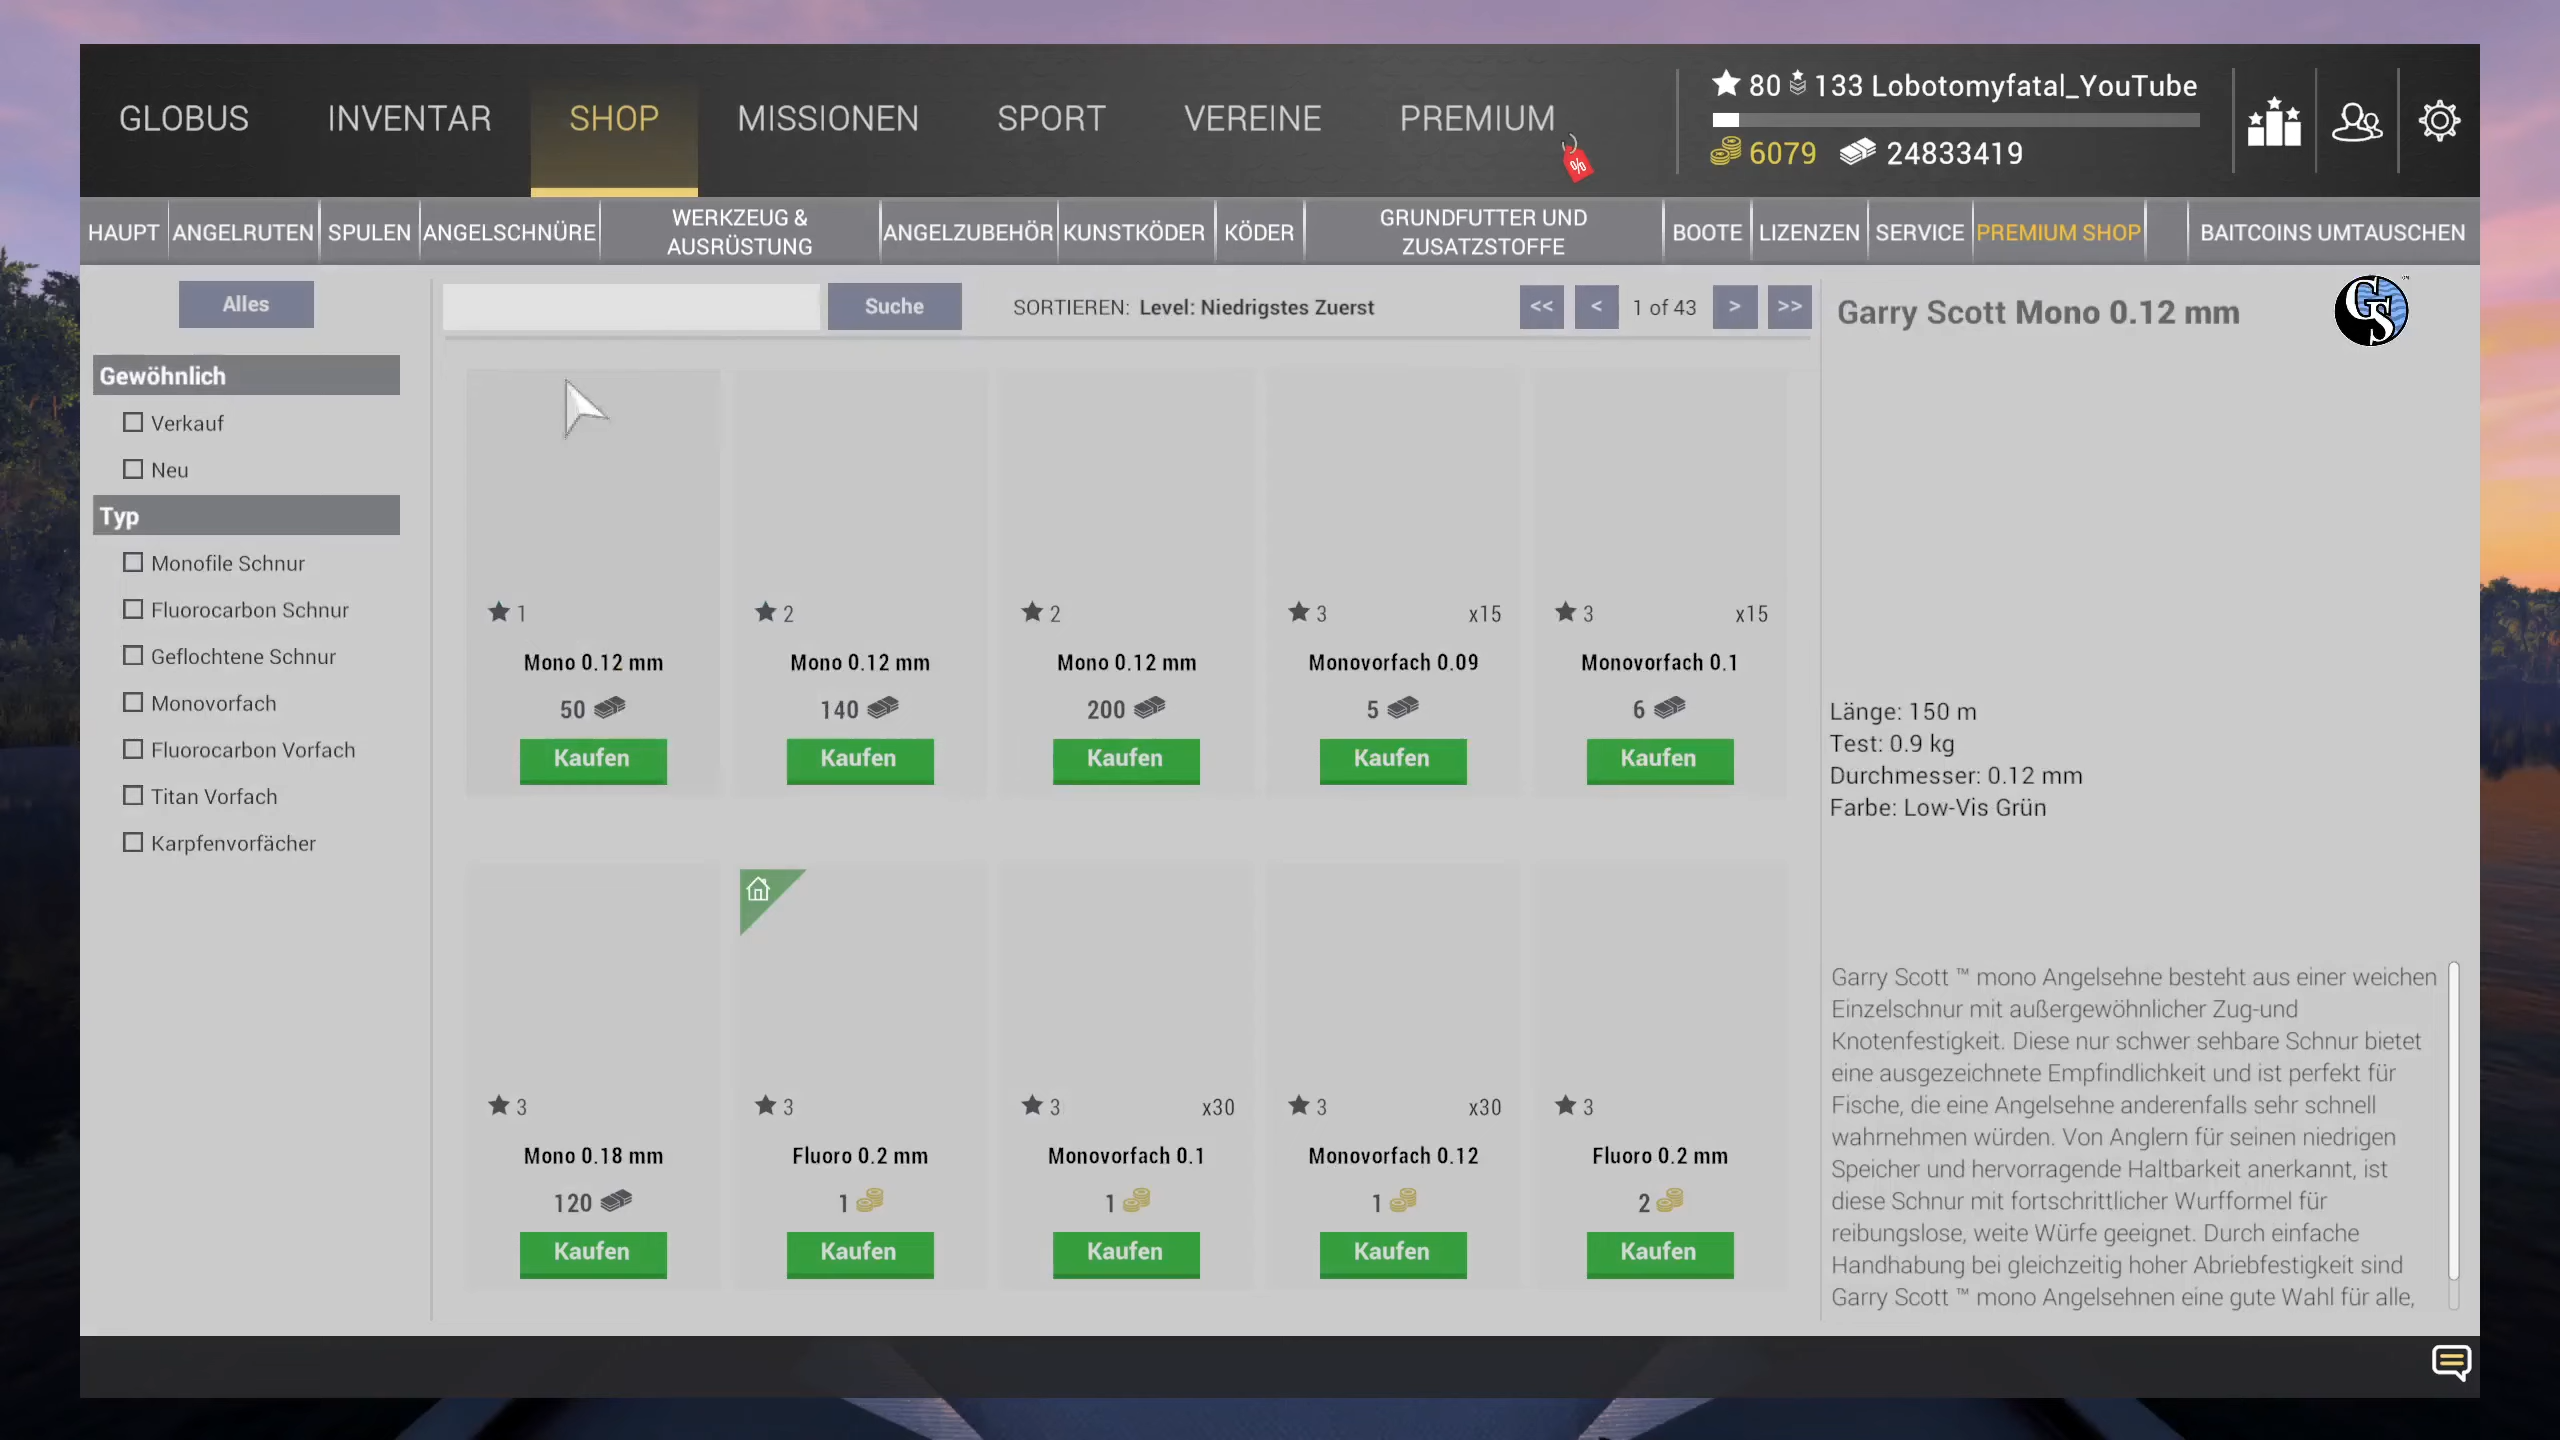 GLOBUS INVENTAR SHOP MISSIONEN SPORT VEREINE PREMIUM
%
80 133 Lobotomyfatal_YouTube
6079 24833419
HAUPT ANGELRUTEN SPULEN ANGELSCHNÜRE WERKZEUG & AUSRÜSTUNG ANGELZUBEHÖR KUNSTKÖDER KÖDER GRUNDFUTTER UND ZUSATZSTOFFE BOOTE LIZENZEN SERVICE PREMIUM SHOP BAITCOINS UMTAUSCHEN
Alles
Gewöhnlich
Verkauf
Neu
Typ
Monofile Schnur
Fluorocarbon Schnur
Geflochtene Schnur
Monovorfach
Fluorocarbon Vorfach
Titan Vorfach
Karpfenvorfächer
Suche SORTIEREN: Level: Niedrigstes Zuerst << < 1 of 43 > >>
1 2 2 3 x15 3 x15
Mono 0.12 mm Mono 0.12 mm Mono 0.12 mm Monovorfach 0.09 Monovorfach 0.1
50 140 200 5 6
Kaufen Kaufen Kaufen Kaufen Kaufen
3 3 3 x30 3 x30 3
Mono 0.18 mm Fluoro 0.2 mm Monovorfach 0.1 Monovorfach 0.12 Fluoro 0.2 mm
120 1 1 1 2
Kaufen Kaufen Kaufen Kaufen Kaufen
Garry Scott Mono 0.12 mm
GS
Länge: 150 m
Test: 0.9 kg
Durchmesser: 0.12 mm
Farbe: Low-Vis Grün
Garry Scott ™ mono Angelsehne besteht aus einer weichen
Einzelschnur mit außergewöhnlicher Zug-und
Knotenfestigkeit. Diese nur schwer sehbare Schnur bietet
eine ausgezeichnete Empfindlichkeit und ist perfekt für
Fische, die eine Angelsehne anderenfalls sehr schnell
wahrnehmen würden. Von Anglern für seinen niedrigen
Speicher und hervorragende Haltbarkeit anerkannt, ist
diese Schnur mit fortschrittlicher Wurfformel für
reibungslose, weite Würfe geeignet. Durch einfache
Handhabung bei gleichzeitig hoher Abriebfestigkeit sind
Garry Scott ™ mono Angelsehnen eine gute Wahl für alle,